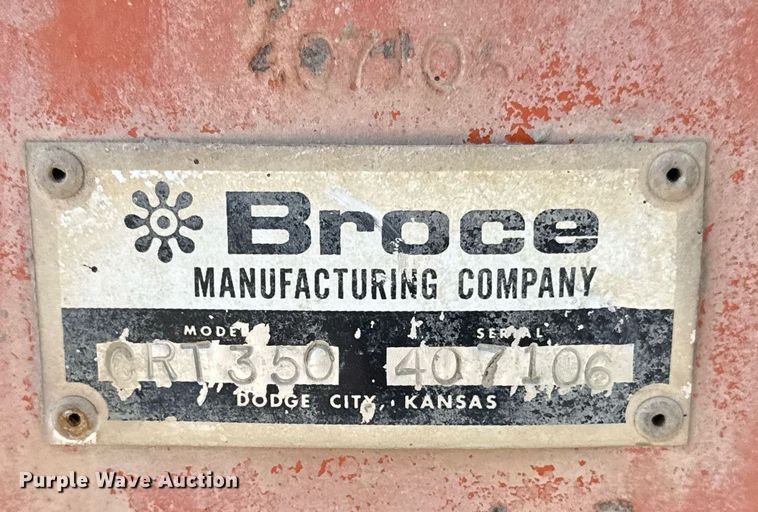 407106
Broce
MANUFACTURING COMPANY
MODEL SERIAL
CRT350 407106
DODGE CITY, KANSAS
Purple Wave Auction